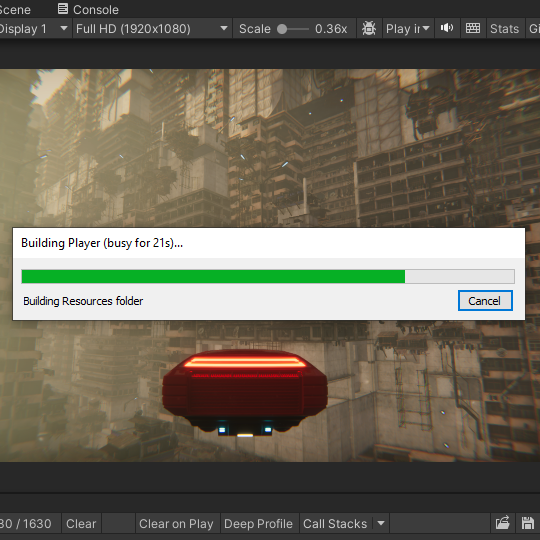 Scene Console
Display 1 Full HD (1920x1080) Scale 0.36x Play in Stats Gi
Building Player (busy for 21s)...
Building Resources folder Cancel
30 / 1630 Clear Clear on Play Deep Profile Call Stacks